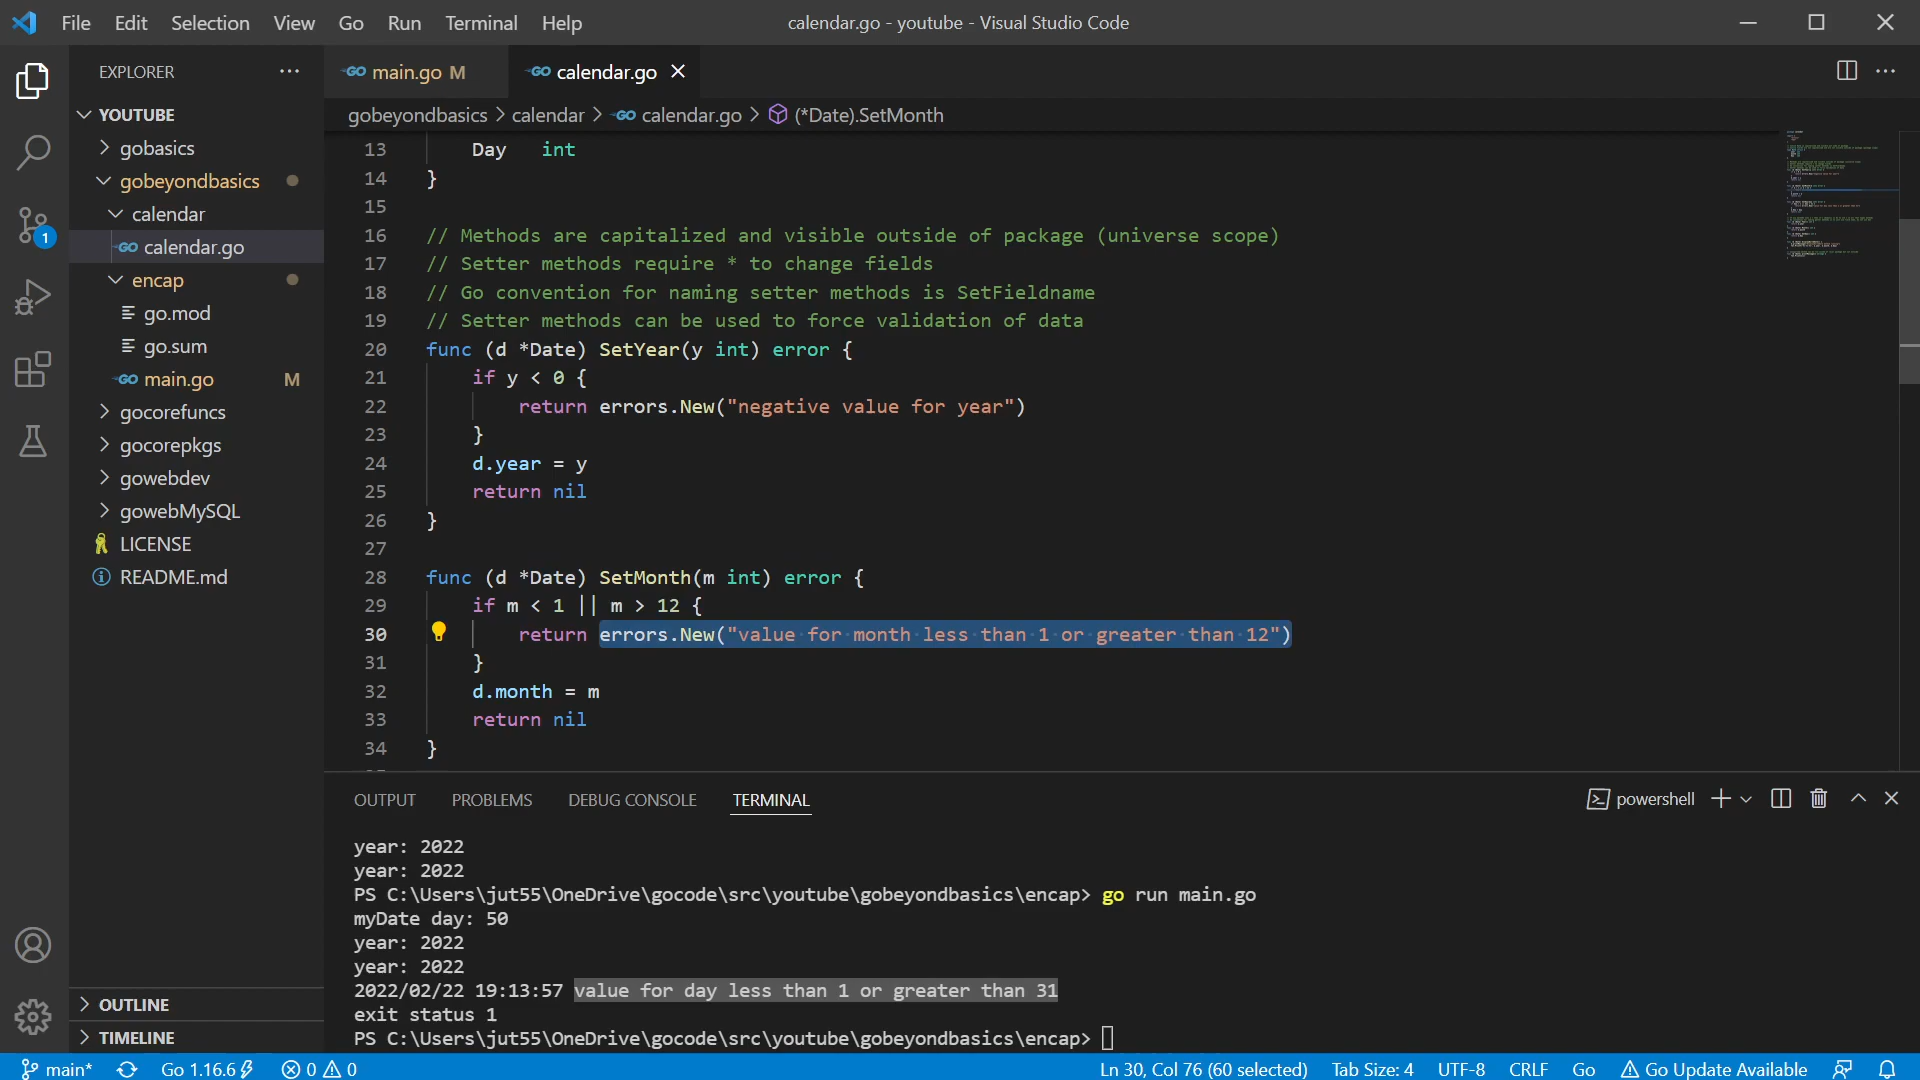 File Edit Selection View Go Run Terminal Help
calendar.go - youtube - Visual Studio Code
EXPLORER
YOUTUBE
gobasics
gobeyondbasics
calendar
calendar.go
encap
go.mod
go.sum
main.go M
gocorefuncs
gocorepkgs
gowebdev
gowebMySQL
LICENSE
README.md
OUTLINE
TIMELINE
1
main.go M calendar.go
gobeyondbasics > calendar > calendar.go > (*Date).SetMonth
13 Day int
14 }
15
16 // Methods are capitalized and visible outside of package (universe scope)
17 // Setter methods require * to change fields
18 // Go convention for naming setter methods is SetFieldname
19 // Setter methods can be used to force validation of data
20 func (d *Date) SetYear(y int) error {
21 if y < 0 {
22 return errors.New("negative value for year")
23 }
24 d.year = y
25 return nil
26 }
27
28 func (d *Date) SetMonth(m int) error {
29 if m < 1 || m > 12 {
30 return errors.New("value for month less than 1 or greater than 12")
31 }
32 d.month = m
33 return nil
34 }
OUTPUT PROBLEMS DEBUG CONSOLE TERMINAL
powershell
year: 2022
year: 2022
PS C:\Users\jut55\OneDrive\gocode\src\youtube\gobeyondbasics\encap> go run main.go
myDate day: 50
year: 2022
year: 2022
2022/02/22 19:13:57 value for day less than 1 or greater than 31
exit status 1
PS C:\Users\jut55\OneDrive\gocode\src\youtube\gobeyondbasics\encap>
main* Go 1.16.6 0 0 Ln 30, Col 76 (60 selected) Tab Size: 4 UTF-8 CRLF Go Go Update Available